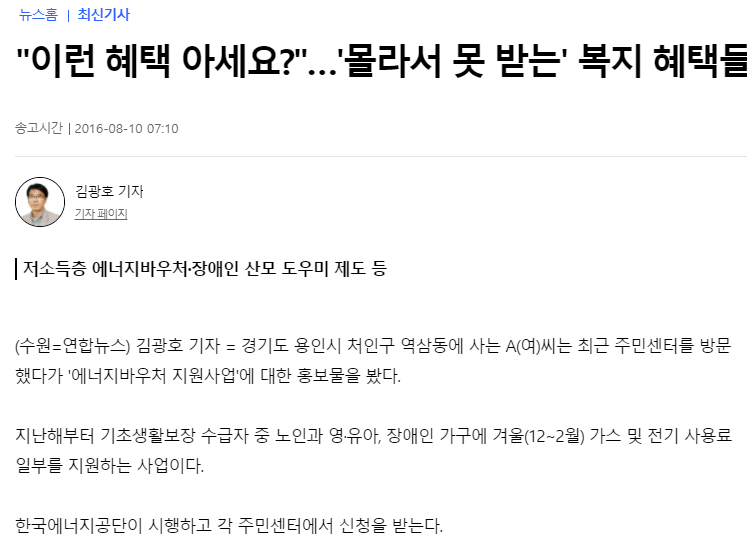 뉴스홈 | 최신기사
"이런 혜택 아세요?"…'몰라서 못 받는' 복지 혜택들
송고시간 | 2016-08-10 07:10
김광호 기자
기자 페이지
저소득층 에너지바우처·장애인 산모 도우미 제도 등
(수원=연합뉴스) 김광호 기자 = 경기도 용인시 처인구 역삼동에 사는 A(여)씨는 최근 주민센터를 방문
했다가 '에너지바우처 지원사업'에 대한 홍보물을 봤다.
지난해부터 기초생활보장 수급자 중 노인과 영·유아, 장애인 가구에 겨울(12~2월) 가스 및 전기 사용료
일부를 지원하는 사업이다.
한국에너지공단이 시행하고 각 주민센터에서 신청을 받는다.